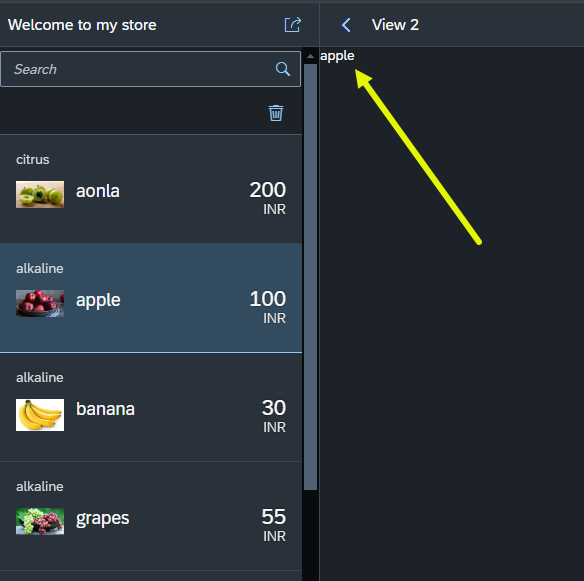 Welcome to my store
View 2
Search
apple
citrus
aonla
200
INR
alkaline
apple
100
INR
alkaline
banana
30
INR
alkaline
grapes
55
INR